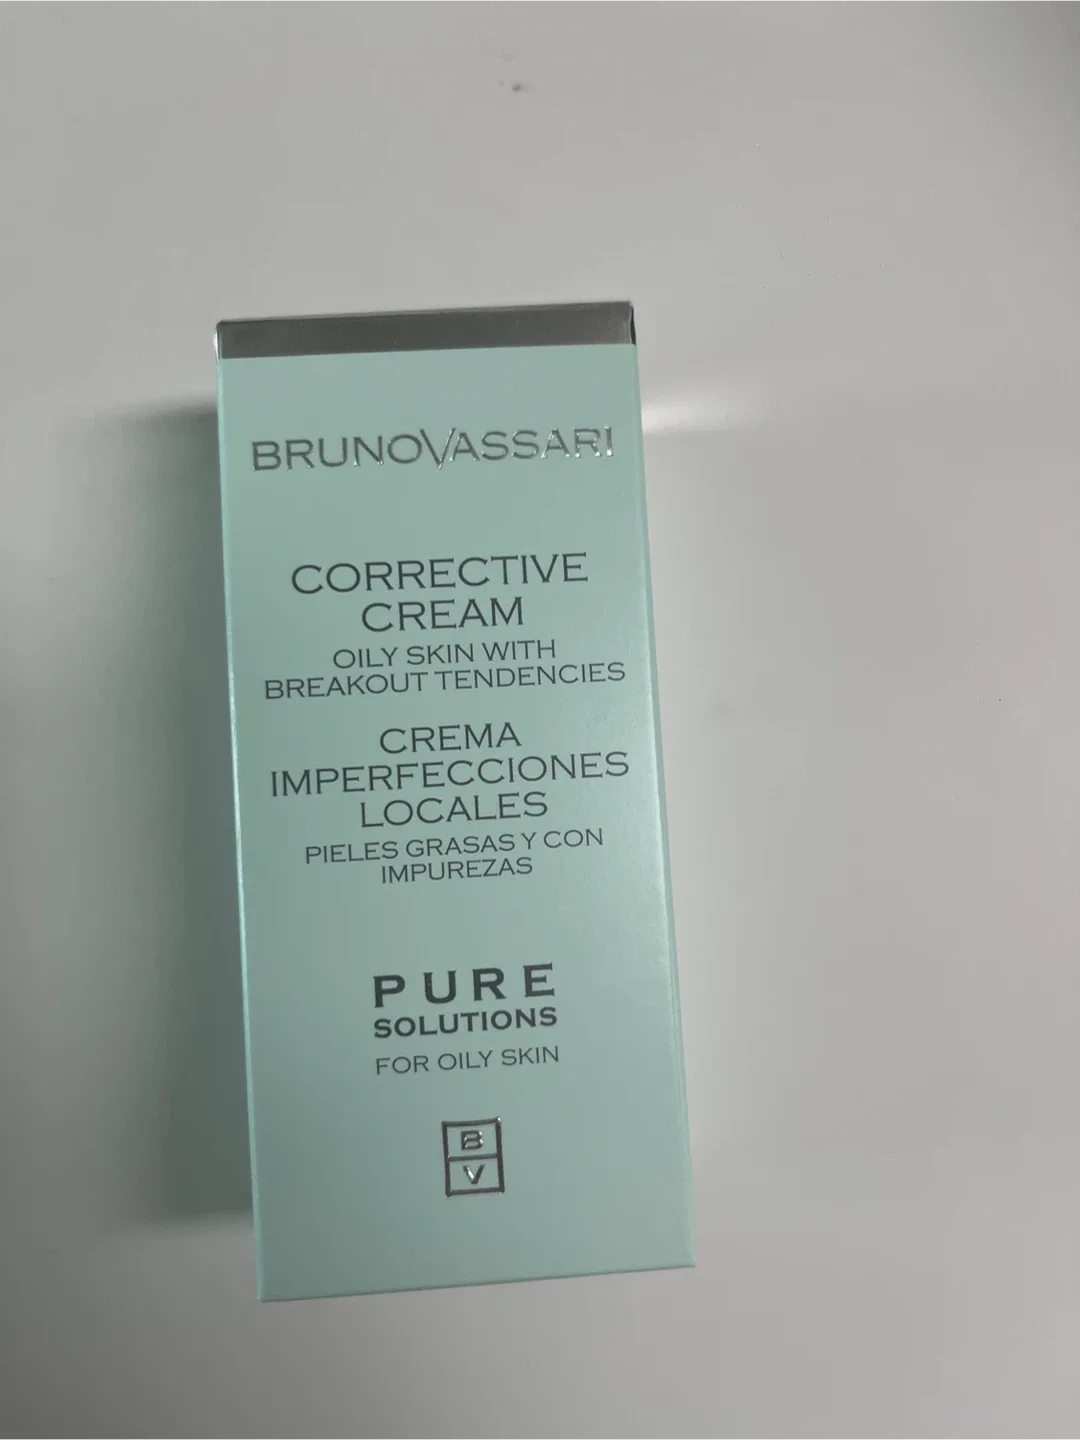 BRUNOVASSARI
CORRECTIVE
CREAM
OILY SKIN WITH
BREAKOUT TENDENCIES
CREMA
IMPERFECCIONES
LOCALES
PIELES GRASAS Y CON
IMPUREZAS
PURE
SOLUTIONS
FOR OILY SKIN
B
V